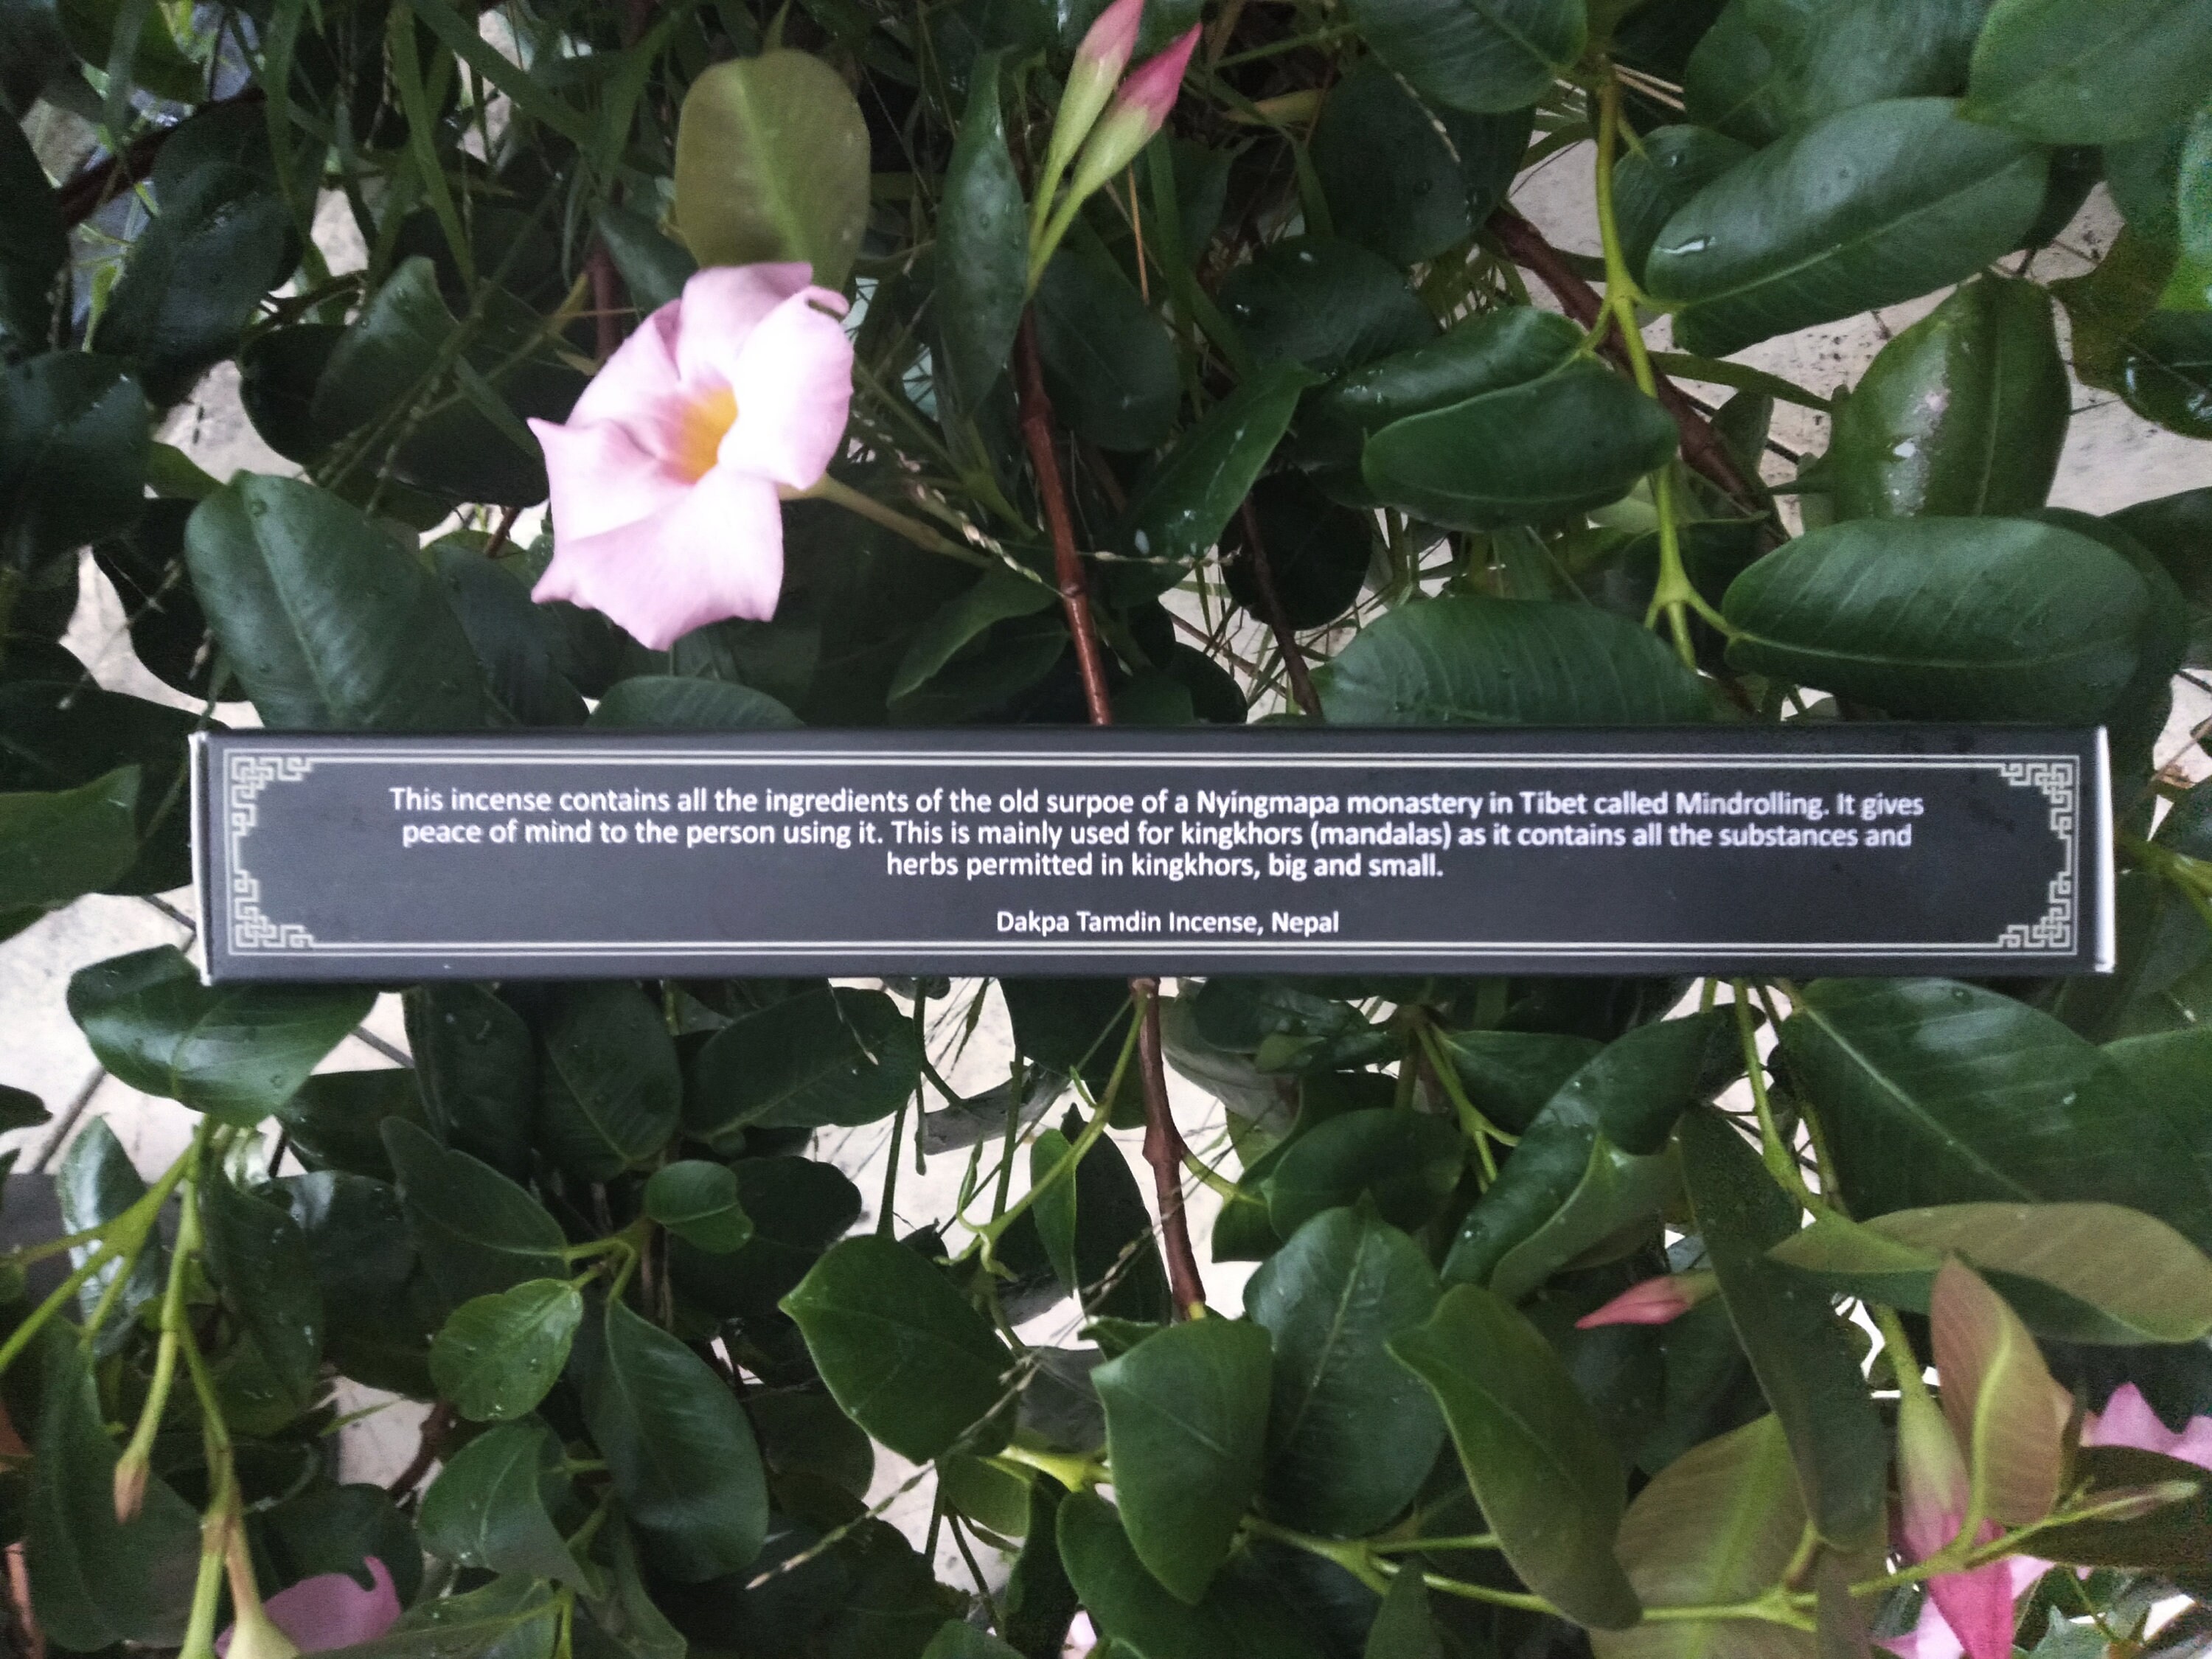 This incense contains all the ingredients of the old surpoe of a Nyingmapa monastery in Tibet called Mindrolling. It gives
peace of mind to the person using it. This is mainly used for kingkhors (mandalas) as it contains all the substances and
herbs permitted in kingkhors, big and small.
Dakpa Tamdin Incense, Nepal